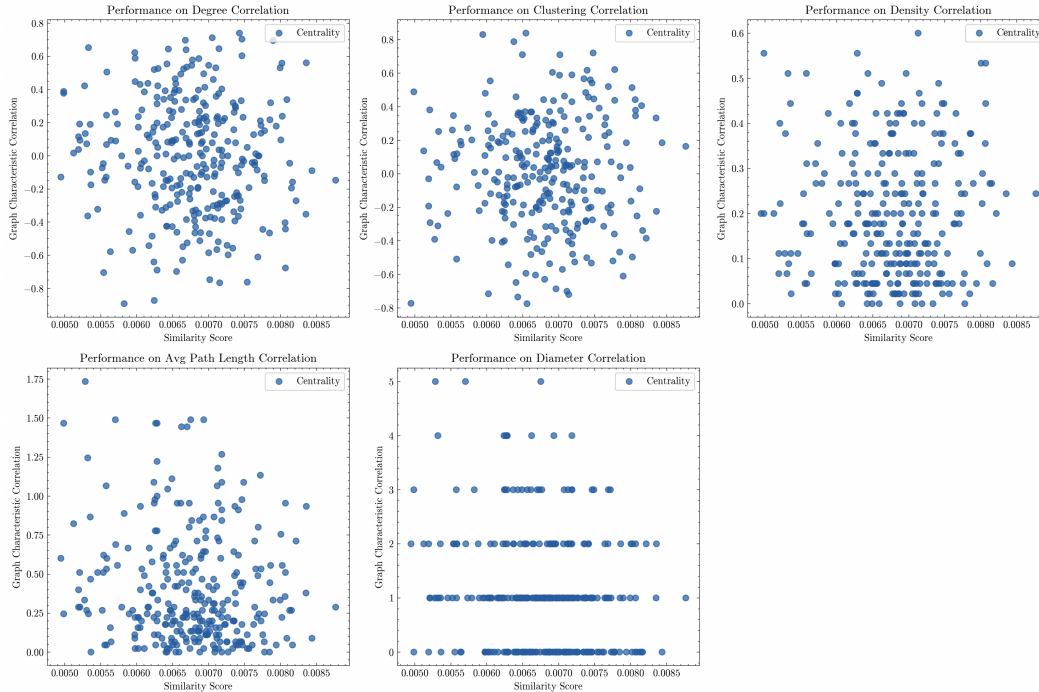 Performance on Degree Correlation
Centrality
Graph Characteristic Correlation
0.8
0.6
0.4
0.2
0.0
−0.2
−0.4
−0.6
−0.8
0.0050 0.0055 0.0060 0.0065 0.0070 0.0075 0.0080 0.0085
Similarity Score
Performance on Clustering Correlation
Centrality
Graph Characteristic Correlation
0.8
0.6
0.4
0.2
0.0
−0.2
−0.4
−0.6
−0.8
0.0050 0.0055 0.0060 0.0065 0.0070 0.0075 0.0080 0.0085
Similarity Score
Performance on Density Correlation
Centrality
Graph Characteristic Correlation
0.6
0.5
0.4
0.3
0.2
0.1
0.0
0.0050 0.0055 0.0060 0.0065 0.0070 0.0075 0.0080 0.0085
Similarity Score
Performance on Avg Path Length Correlation
Centrality
Graph Characteristic Correlation
1.75
1.50
1.25
1.00
0.75
0.50
0.25
0.00
0.0050 0.0055 0.0060 0.0065 0.0070 0.0075 0.0080 0.0085
Similarity Score
Performance on Diameter Correlation
Centrality
Graph Characteristic Correlation
5
4
3
2
1
0
0.0050 0.0055 0.0060 0.0065 0.0070 0.0075 0.0080 0.0085
Similarity Score